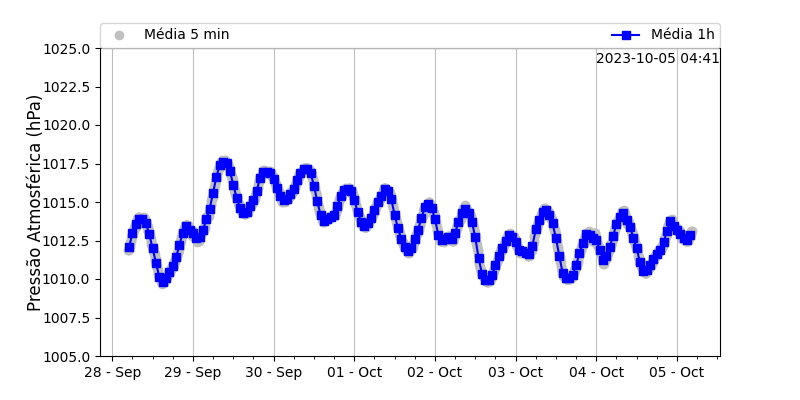 Média 5 min
Média 1h
2023-10-05 04:41
Pressão Atmosférica (hPa)
1025.0
1022.5
1020.0
1017.5
1015.0
1012.5
1010.0
1007.5
1005.0
28 - Sep
29 - Sep
30 - Sep
01 - Oct
02 - Oct
03 - Oct
04 - Oct
05 - Oct